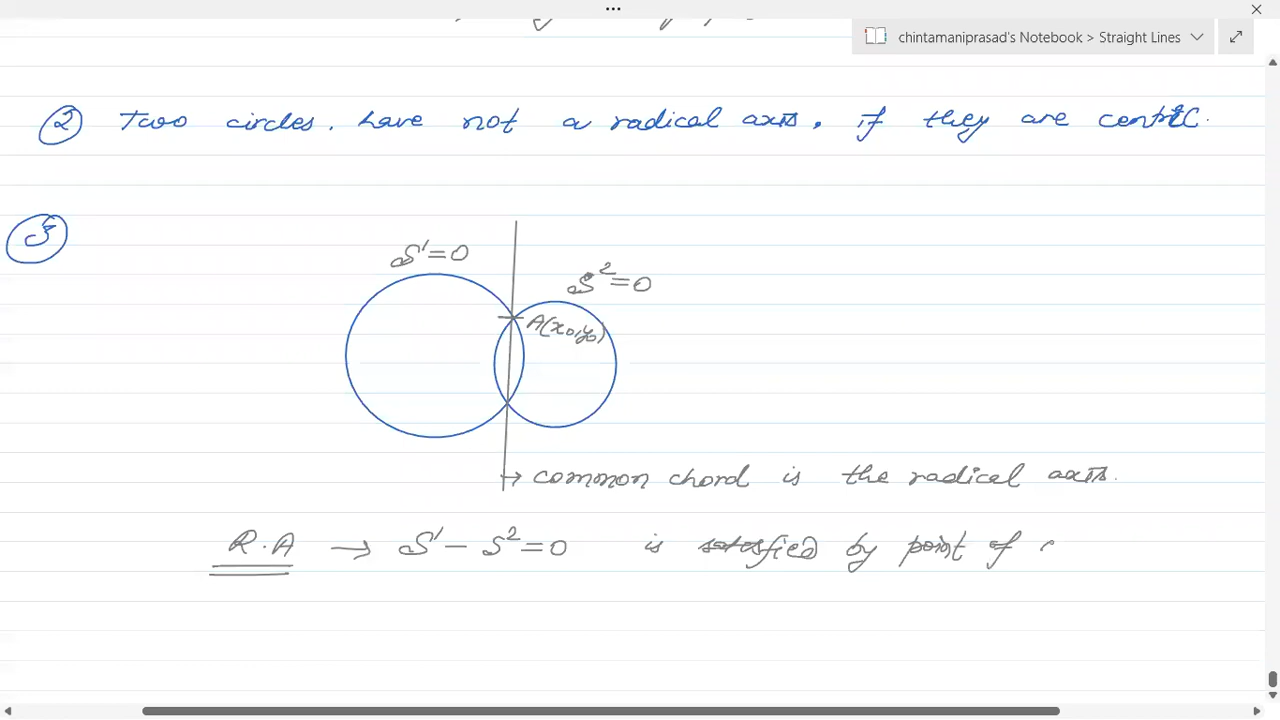 ...
chintamaniprasad's Notebook > Straight Lines
② Two circles. have not a radical axis. if they are centric.
③
S¹=0
S²=0
A(x₀,y₀)
→ common chord is the radical axis.
R.A → S¹ - S² = 0 is satisfied by point of c